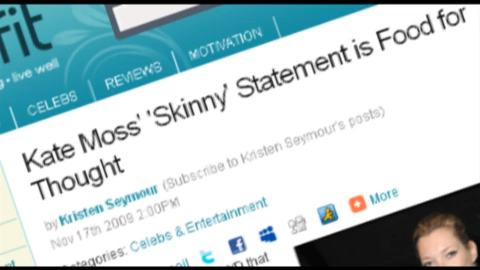 fit
• live well
CELEBS
REVIEWS
MOTIVATION
Kate Moss' 'Skinny' Statement is Food for
Thought
by Kristen Seymour (Subscribe to Kristen Seymour's posts)
Nov 17th 2009 2:00PM
Categories: Celebs & Entertainment
More
that